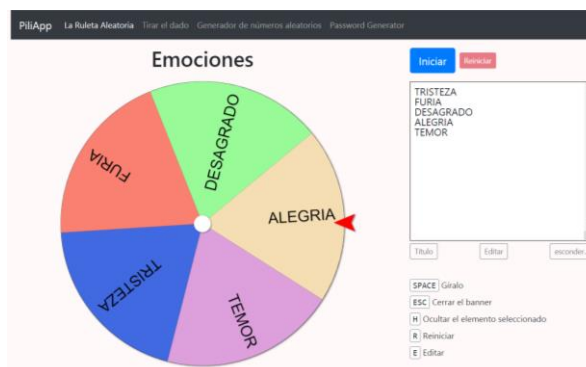 PiliApp La Ruleta Aleatoria Tirar el dado Generador de números aleatorios Password Generator
Emociones
DESAGRADO
FURIA
ALEGRIA
TRISTEZA
TEMOR
Iniciar Reiniciar
TRISTEZA
FURIA
DESAGRADO
ALEGRIA
TEMOR
Título Editar esconder.
SPACE Gíralo
ESC Cerrar el banner
H Ocultar el elemento seleccionado
R Reiniciar
E Editar